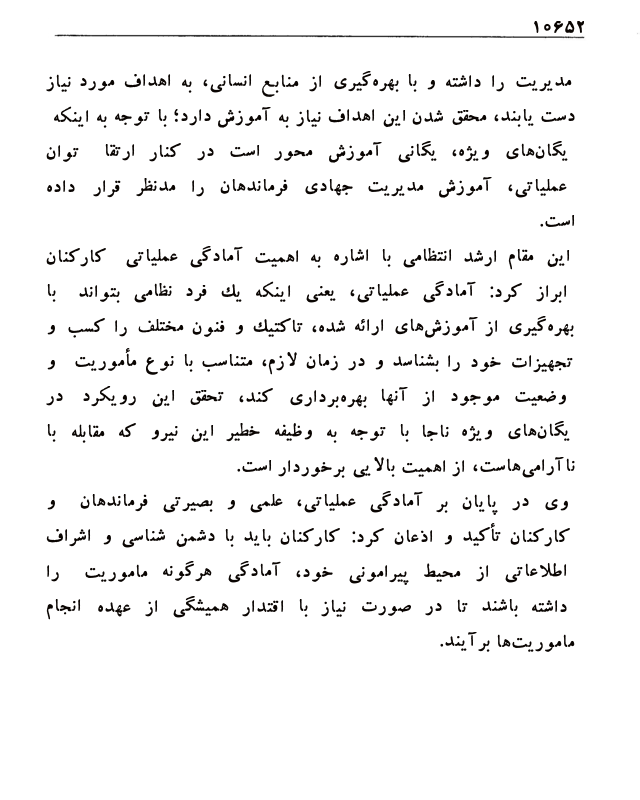 ۱۰۶۵۲
مدیریت را داشته و با بهره‌گیری از منابع انسانی، به اهداف مورد نیاز
دست یابند، محقق شدن این اهداف نیاز به آموزش دارد؛ با توجه به اینکه
یگان‌های ویژه، یگانی آموزش محور است در کنار ارتقا توان
عملیاتی، آموزش مدیریت جهادی فرماندهان را مدنظر قرار داده
است.
این مقام ارشد انتظامی با اشاره به اهمیت آمادگی عملیاتی کارکنان
ابراز کرد: آمادگی عملیاتی، یعنی اینکه یك فرد نظامی بتواند با
بهره‌گیری از آموزش‌های ارائه شده، تاکتیك و فنون مختلف را کسب و
تجهیزات خود را بشناسد و در زمان لازم، متناسب با نوع مأموریت و
وضعیت موجود از آنها بهره‌برداری کند، تحقق این رویکرد در
یگان‌های ویژه ناجا با توجه به وظیفه خطیر این نیرو که مقابله با
ناآرامی‌هاست، از اهمیت بالایی برخوردار است.
وی در پایان بر آمادگی عملیاتی، علمی و بصیرتی فرماندهان و
کارکنان تأکید و اذعان کرد: کارکنان باید با دشمن شناسی و اشراف
اطلاعاتی از محیط پیرامونی خود، آمادگی هرگونه ماموریت را
داشته باشند تا در صورت نیاز با اقتدار همیشگی از عهده انجام
ماموریت‌ها برآیند.